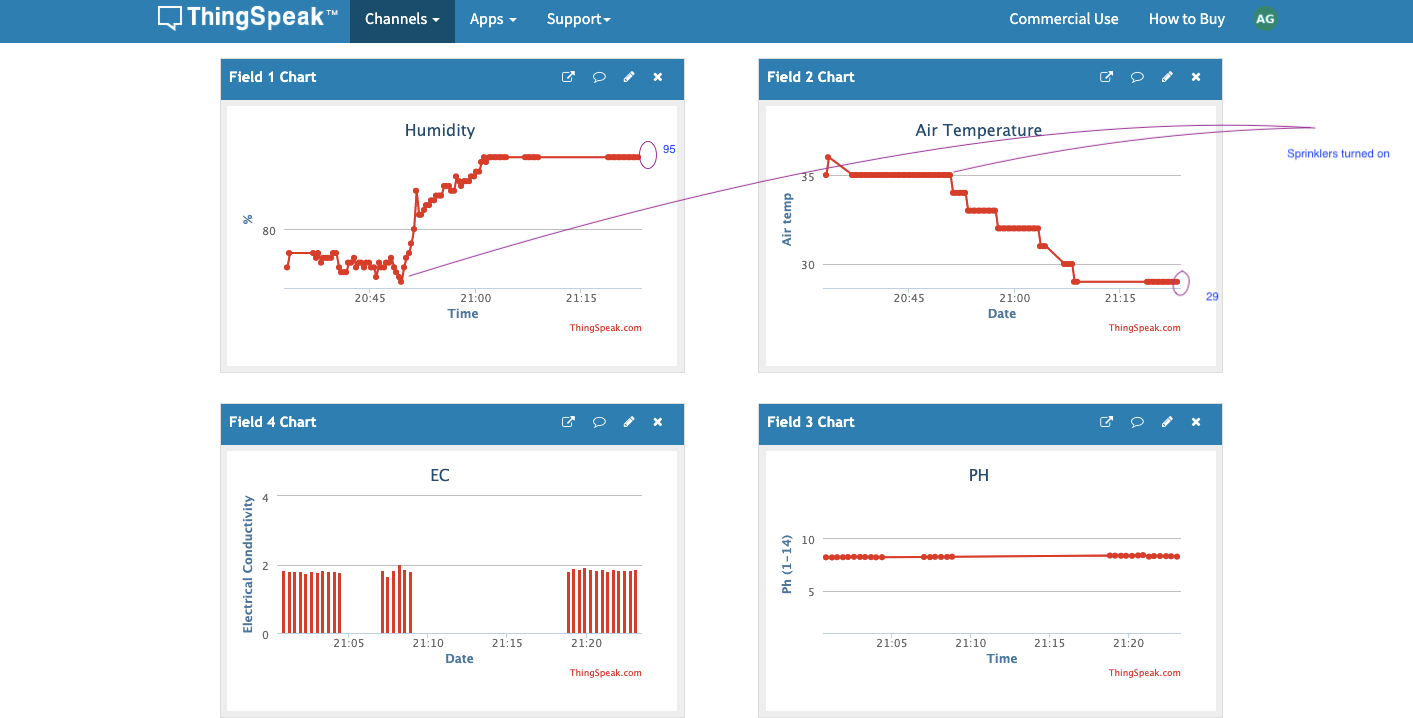 ThingSpeak™ Channels Apps Support Commercial Use How to Buy AG
Field 1 Chart
Humidity
95
%
80
20:45 21:00 21:15
Time
ThingSpeak.com
Field 2 Chart
Air Temperature
Sprinklers turned on
Air temp
35
30
29
20:45 21:00 21:15
Date
ThingSpeak.com
Field 4 Chart
EC
Electrical Conductivity
4
2
0
21:05 21:10 21:15 21:20
Date
ThingSpeak.com
Field 3 Chart
PH
Ph (1-14)
10
5
21:05 21:10 21:15 21:20
Time
ThingSpeak.com